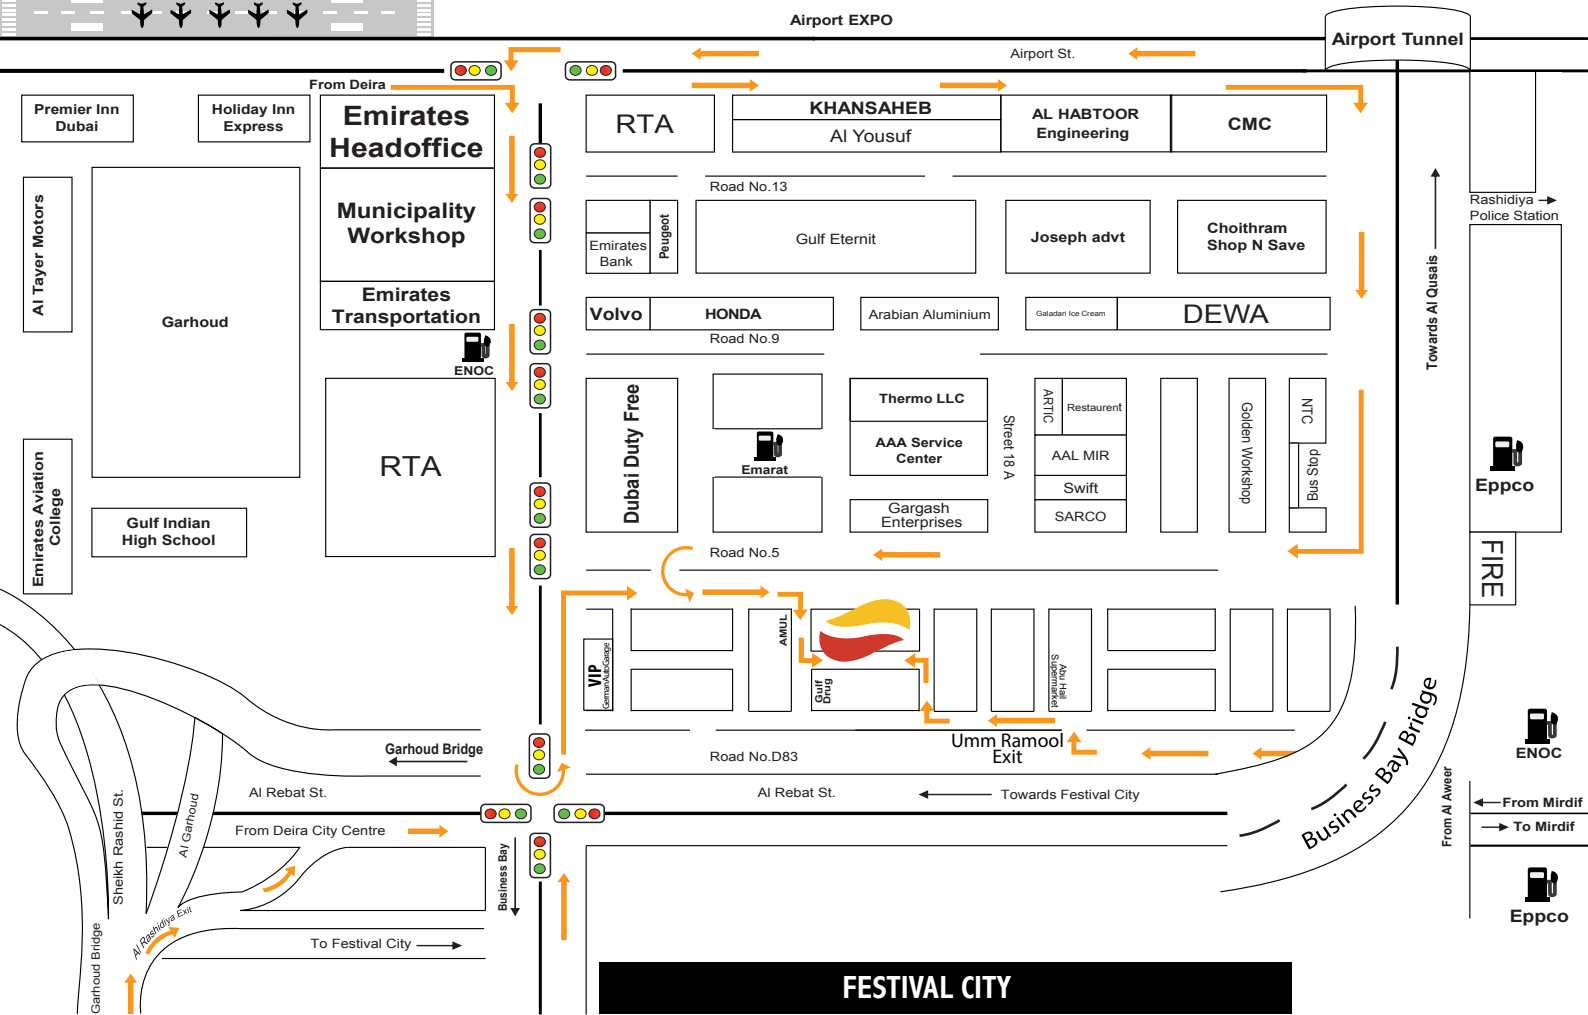 Airport EXPO
Airport St.
Airport Tunnel
From Deira
Premier Inn
Dubai
Holiday Inn
Express
Emirates
Headoffice
RTA
KHANSAHEB
Al Yousuf
AL HABTOOR
Engineering
CMC
Road No.13
Al Tayer Motors
Garhoud
Municipality
Workshop
Emirates
Transportation
ENOC
Emirates
Bank
Peugeot
Gulf Eternit
Joseph advt
Choithram
Shop N Save
Towards Al Qusais
Rashidiya
Police Station
Volvo
HONDA
Arabian Aluminium
Galadari Ice Cream
DEWA
Road No.9
RTA
Dubai Duty Free
Emarat
Thermo LLC
AAA Service
Center
Gargash
Enterprises
Street 18 A
ARTIC
Restaurent
AAL MIR
Swift
SARCO
Golden Workshop
NTC
Bus Stop
Eppco
FIRE
Emirates Aviation
College
Gulf Indian
High School
Road No.5
VIP
GermanAutoGarage
AMUL
Gulf
Drug
Abu Hail
Supermarket
Umm Ramool
Exit
Road No.D83
Garhoud Bridge
Al Rebat St.
Al Rebat St.
Towards Festival City
Business Bay Bridge
ENOC
From Al Aweer
From Mirdif
To Mirdif
Eppco
Sheikh Rashid St.
Al Garhoud
From Deira City Centre
Business Bay
Al Rashidiya Exit
To Festival City
Garhoud Bridge
FESTIVAL CITY